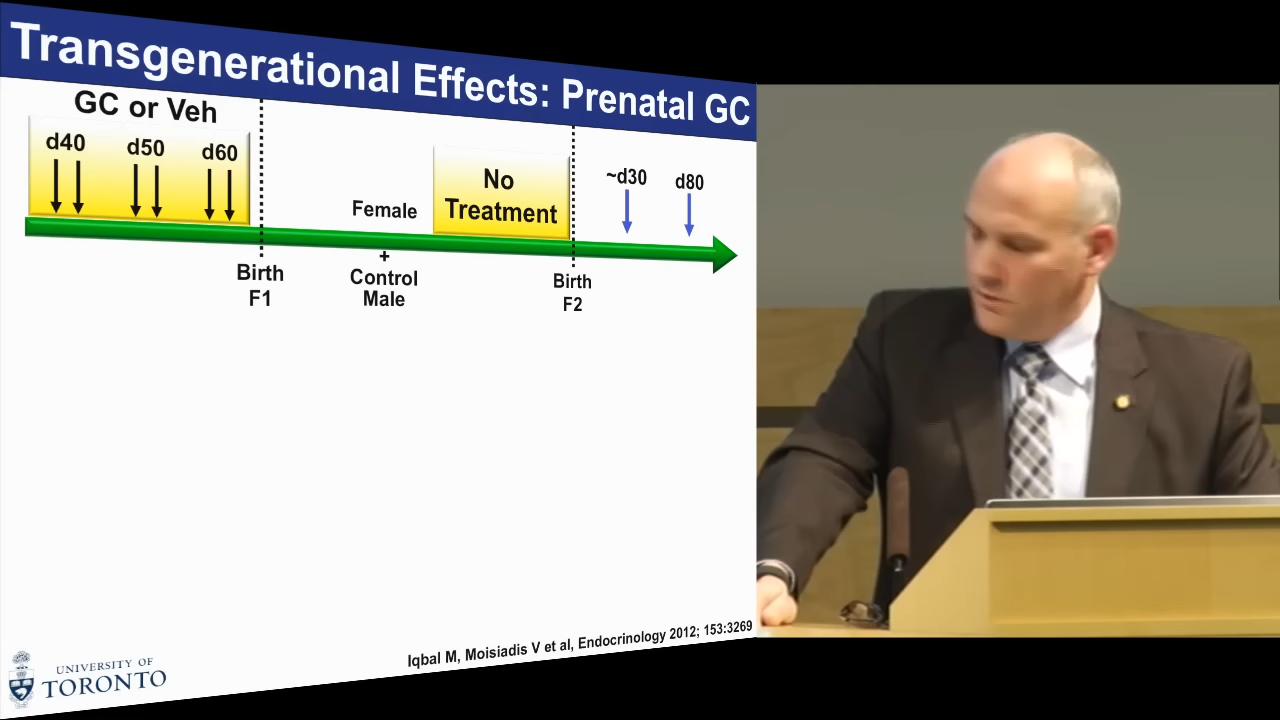 Transgenerational Effects: Prenatal GC
GC or Veh
d40
d50
d60
Female
No
Treatment
~d30
d80
Birth
F1
+
Control
Male
Birth
F2
Iqbal M, Moisiadis V et al, Endocrinology 2012; 153:3269
UNIVERSITY OF
TORONTO